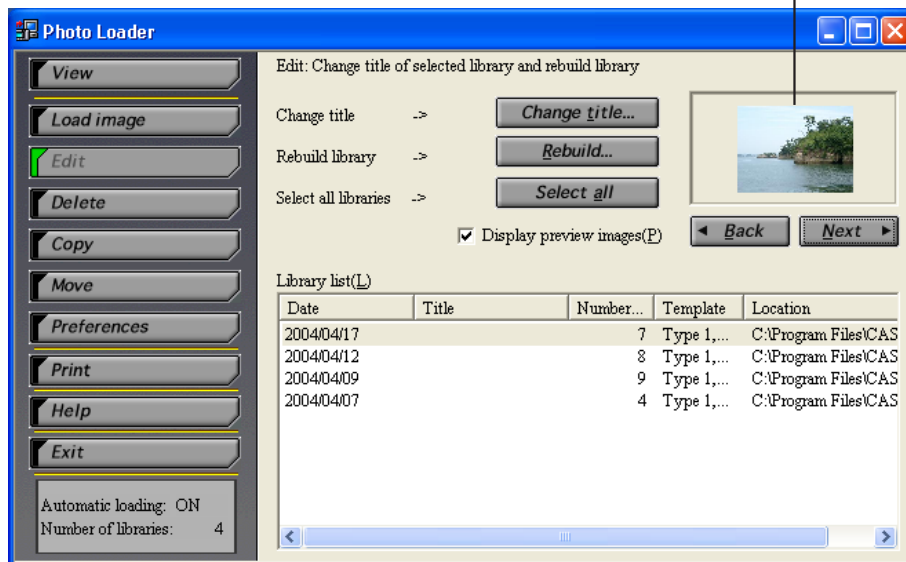 Photo Loader
View
Load image
Edit
Delete
Copy
Move
Preferences
Print
Help
Exit
Automatic loading: ON
Number of libraries: 4
Edit: Change title of selected library and rebuild library
Change title -> Change title...
Rebuild library -> Rebuild...
Select all libraries -> Select all
Display preview images(P)
Back Next
Library list(L)
Date Title Number... Template Location
2004/04/17 7 Type 1,... C:\Program Files\CAS
2004/04/12 8 Type 1,... C:\Program Files\CAS
2004/04/09 9 Type 1,... C:\Program Files\CAS
2004/04/07 4 Type 1,... C:\Program Files\CAS